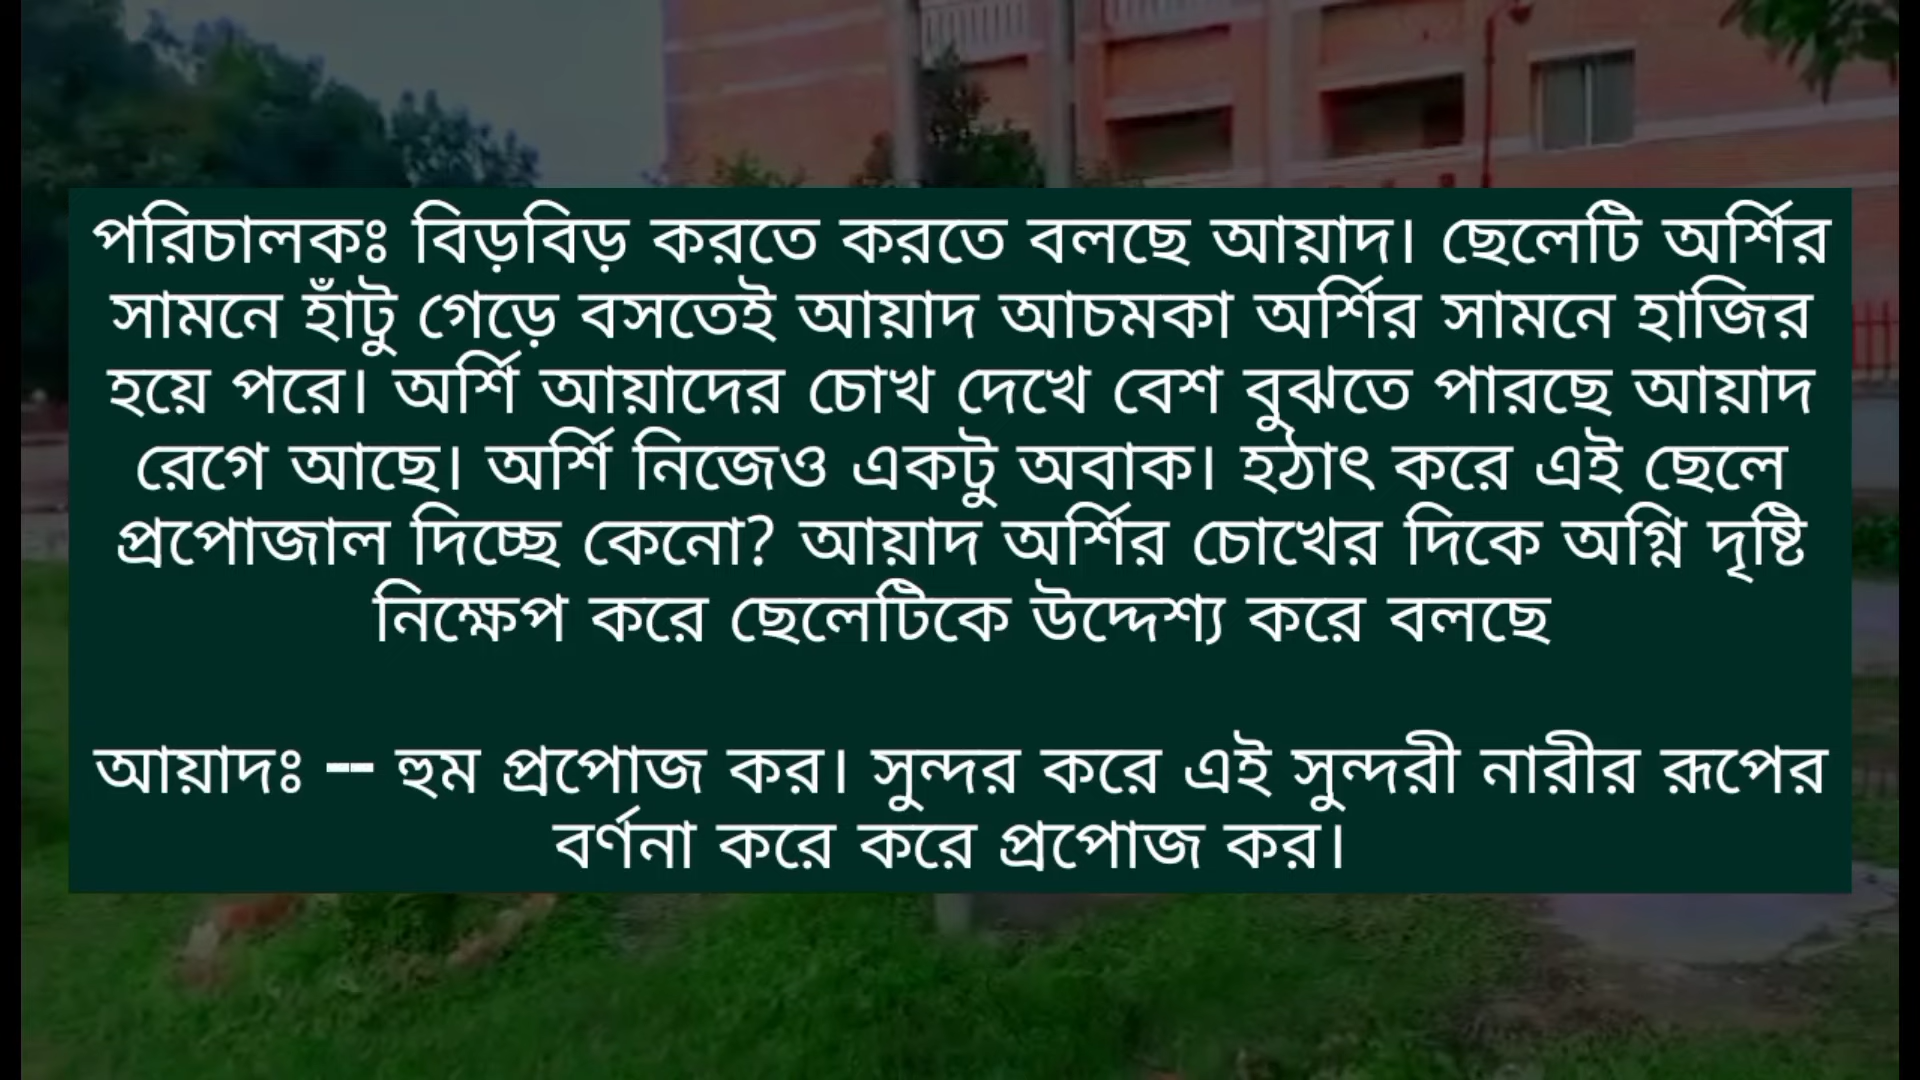 পরিচালকঃ বিড়বিড় করতে করতে বলছে আয়াদ। ছেলেটি অর্শির
সামনে হাঁটু গেড়ে বসতেই আয়াদ আচমকা অর্শির সামনে হাজির
হয়ে পরে। অর্শি আয়াদের চোখ দেখে বেশ বুঝতে পারছে আয়াদ
রেগে আছে। অর্শি নিজেও একটু অবাক। হঠাৎ করে এই ছেলে
প্রপোজাল দিচ্ছে কেনো? আয়াদ অর্শির চোখের দিকে অগ্নি দৃষ্টি
নিক্ষেপ করে ছেলেটিকে উদ্দেশ্য করে বলছে
আয়াদঃ -- হুম প্রপোজ কর। সুন্দর করে এই সুন্দরী নারীর রূপের
বর্ণনা করে করে প্রপোজ কর।